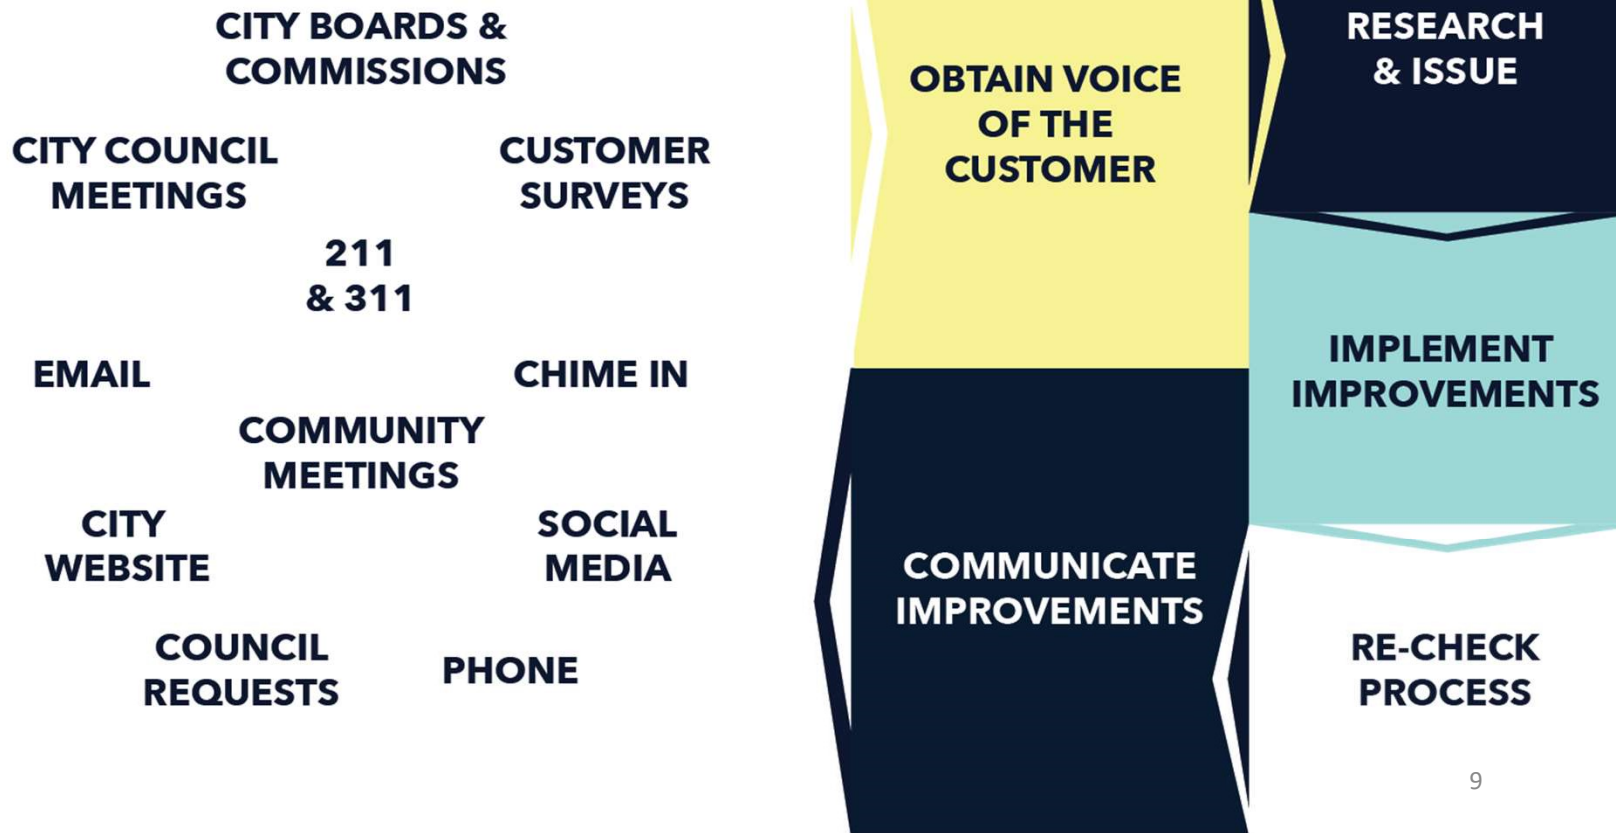 CITY BOARDS &
COMMISSIONS
CITY COUNCIL
MEETINGS
CUSTOMER
SURVEYS
211
& 311
EMAIL
CHIME IN
COMMUNITY
MEETINGS
CITY
WEBSITE
SOCIAL
MEDIA
COUNCIL
REQUESTS
PHONE
OBTAIN VOICE
OF THE
CUSTOMER
RESEARCH
& ISSUE
IMPLEMENT
IMPROVEMENTS
RE-CHECK
PROCESS
COMMUNICATE
IMPROVEMENTS
9